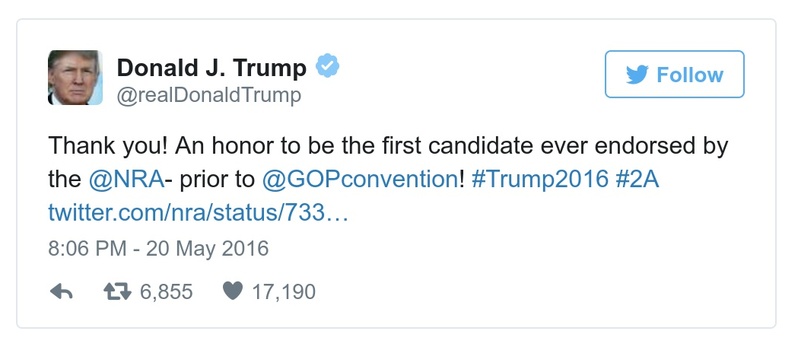 Donald J. Trump
@realDonaldTrump
Follow
Thank you! An honor to be the first candidate ever endorsed by
the @NRA- prior to @GOPconvention! #Trump2016 #2A
twitter.com/nra/status/733…
8:06 PM - 20 May 2016
6,855 17,190